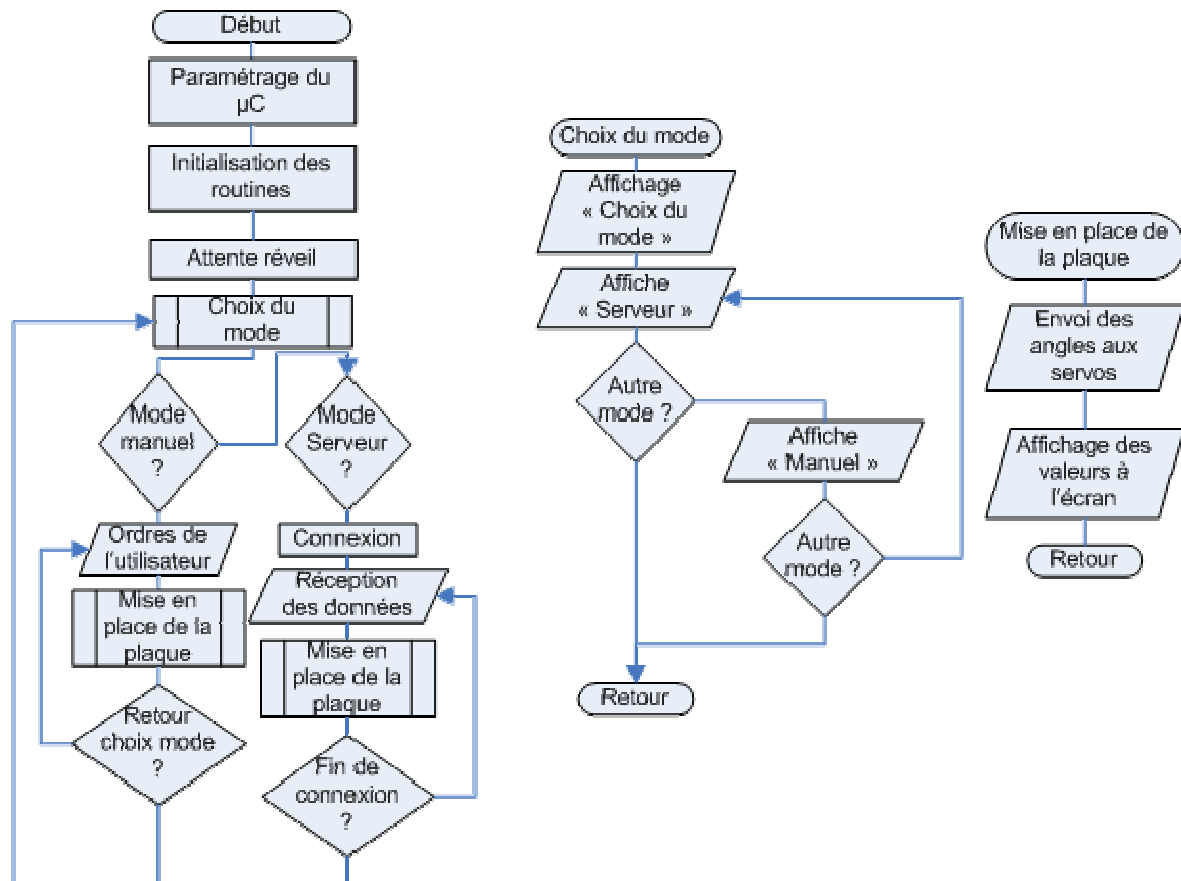 Début
Paramétrage du
µC
Initialisation des
routines
Attente réveil
Choix du
mode
Mode
manuel
?
Mode
Serveur
?
Ordres de
l'utilisateur
Mise en
place de la
plaque
Retour
choix mode
?
Connexion
Réception
des données
Mise en
place de la
plaque
Fin de
connexion
?
Choix du mode
Affichage
« Choix du
mode »
Affiche
« Serveur »
Autre
mode ?
Affiche
« Manuel »
Autre
mode ?
Retour
Mise en place de
la plaque
Envoi des
angles aux
servos
Affichage des
valeurs à
l'écran
Retour